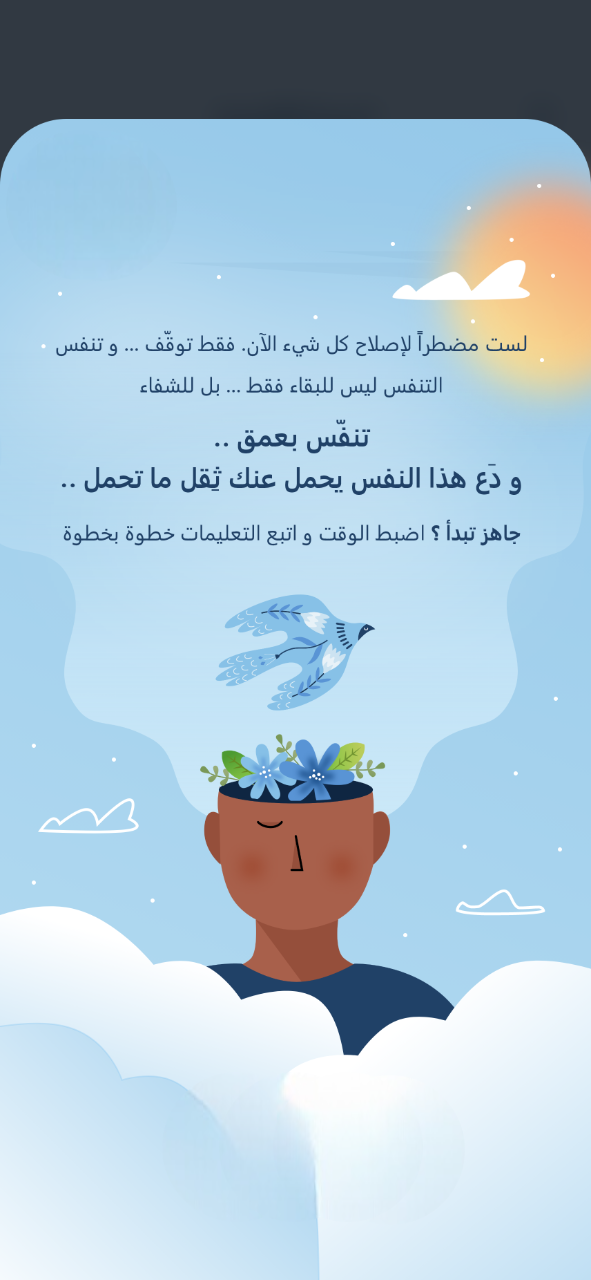 لست مضطراً لإصلاح كل شيء الآن. فقط توقّف ... و تنفس
التنفس ليس للبقاء فقط ... بل للشفاء
تنفّس بعمق ..
و دَع هذا النفس يحمل عنك ثِقل ما تحمل ..
جاهز تبدأ ؟ اضبط الوقت و اتبع التعليمات خطوة بخطوة